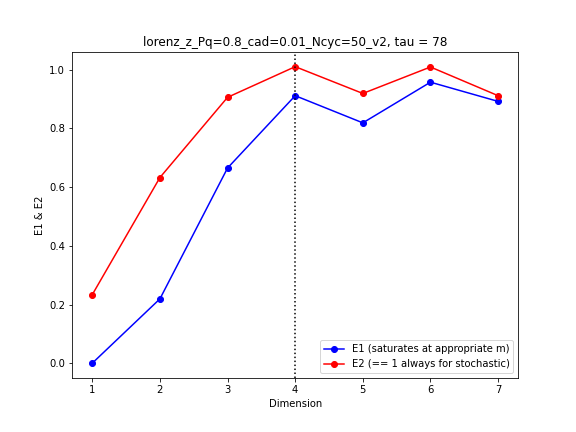 lorenz_z_Pq=0.8_cad=0.01_Ncyc=50_v2, tau = 78
1.0
0.8
0.6
0.4
0.2
0.0
E1 & E2
E1 (saturates at appropriate m)
E2 (== 1 always for stochastic)
1 2 3 4 5 6 7
Dimension